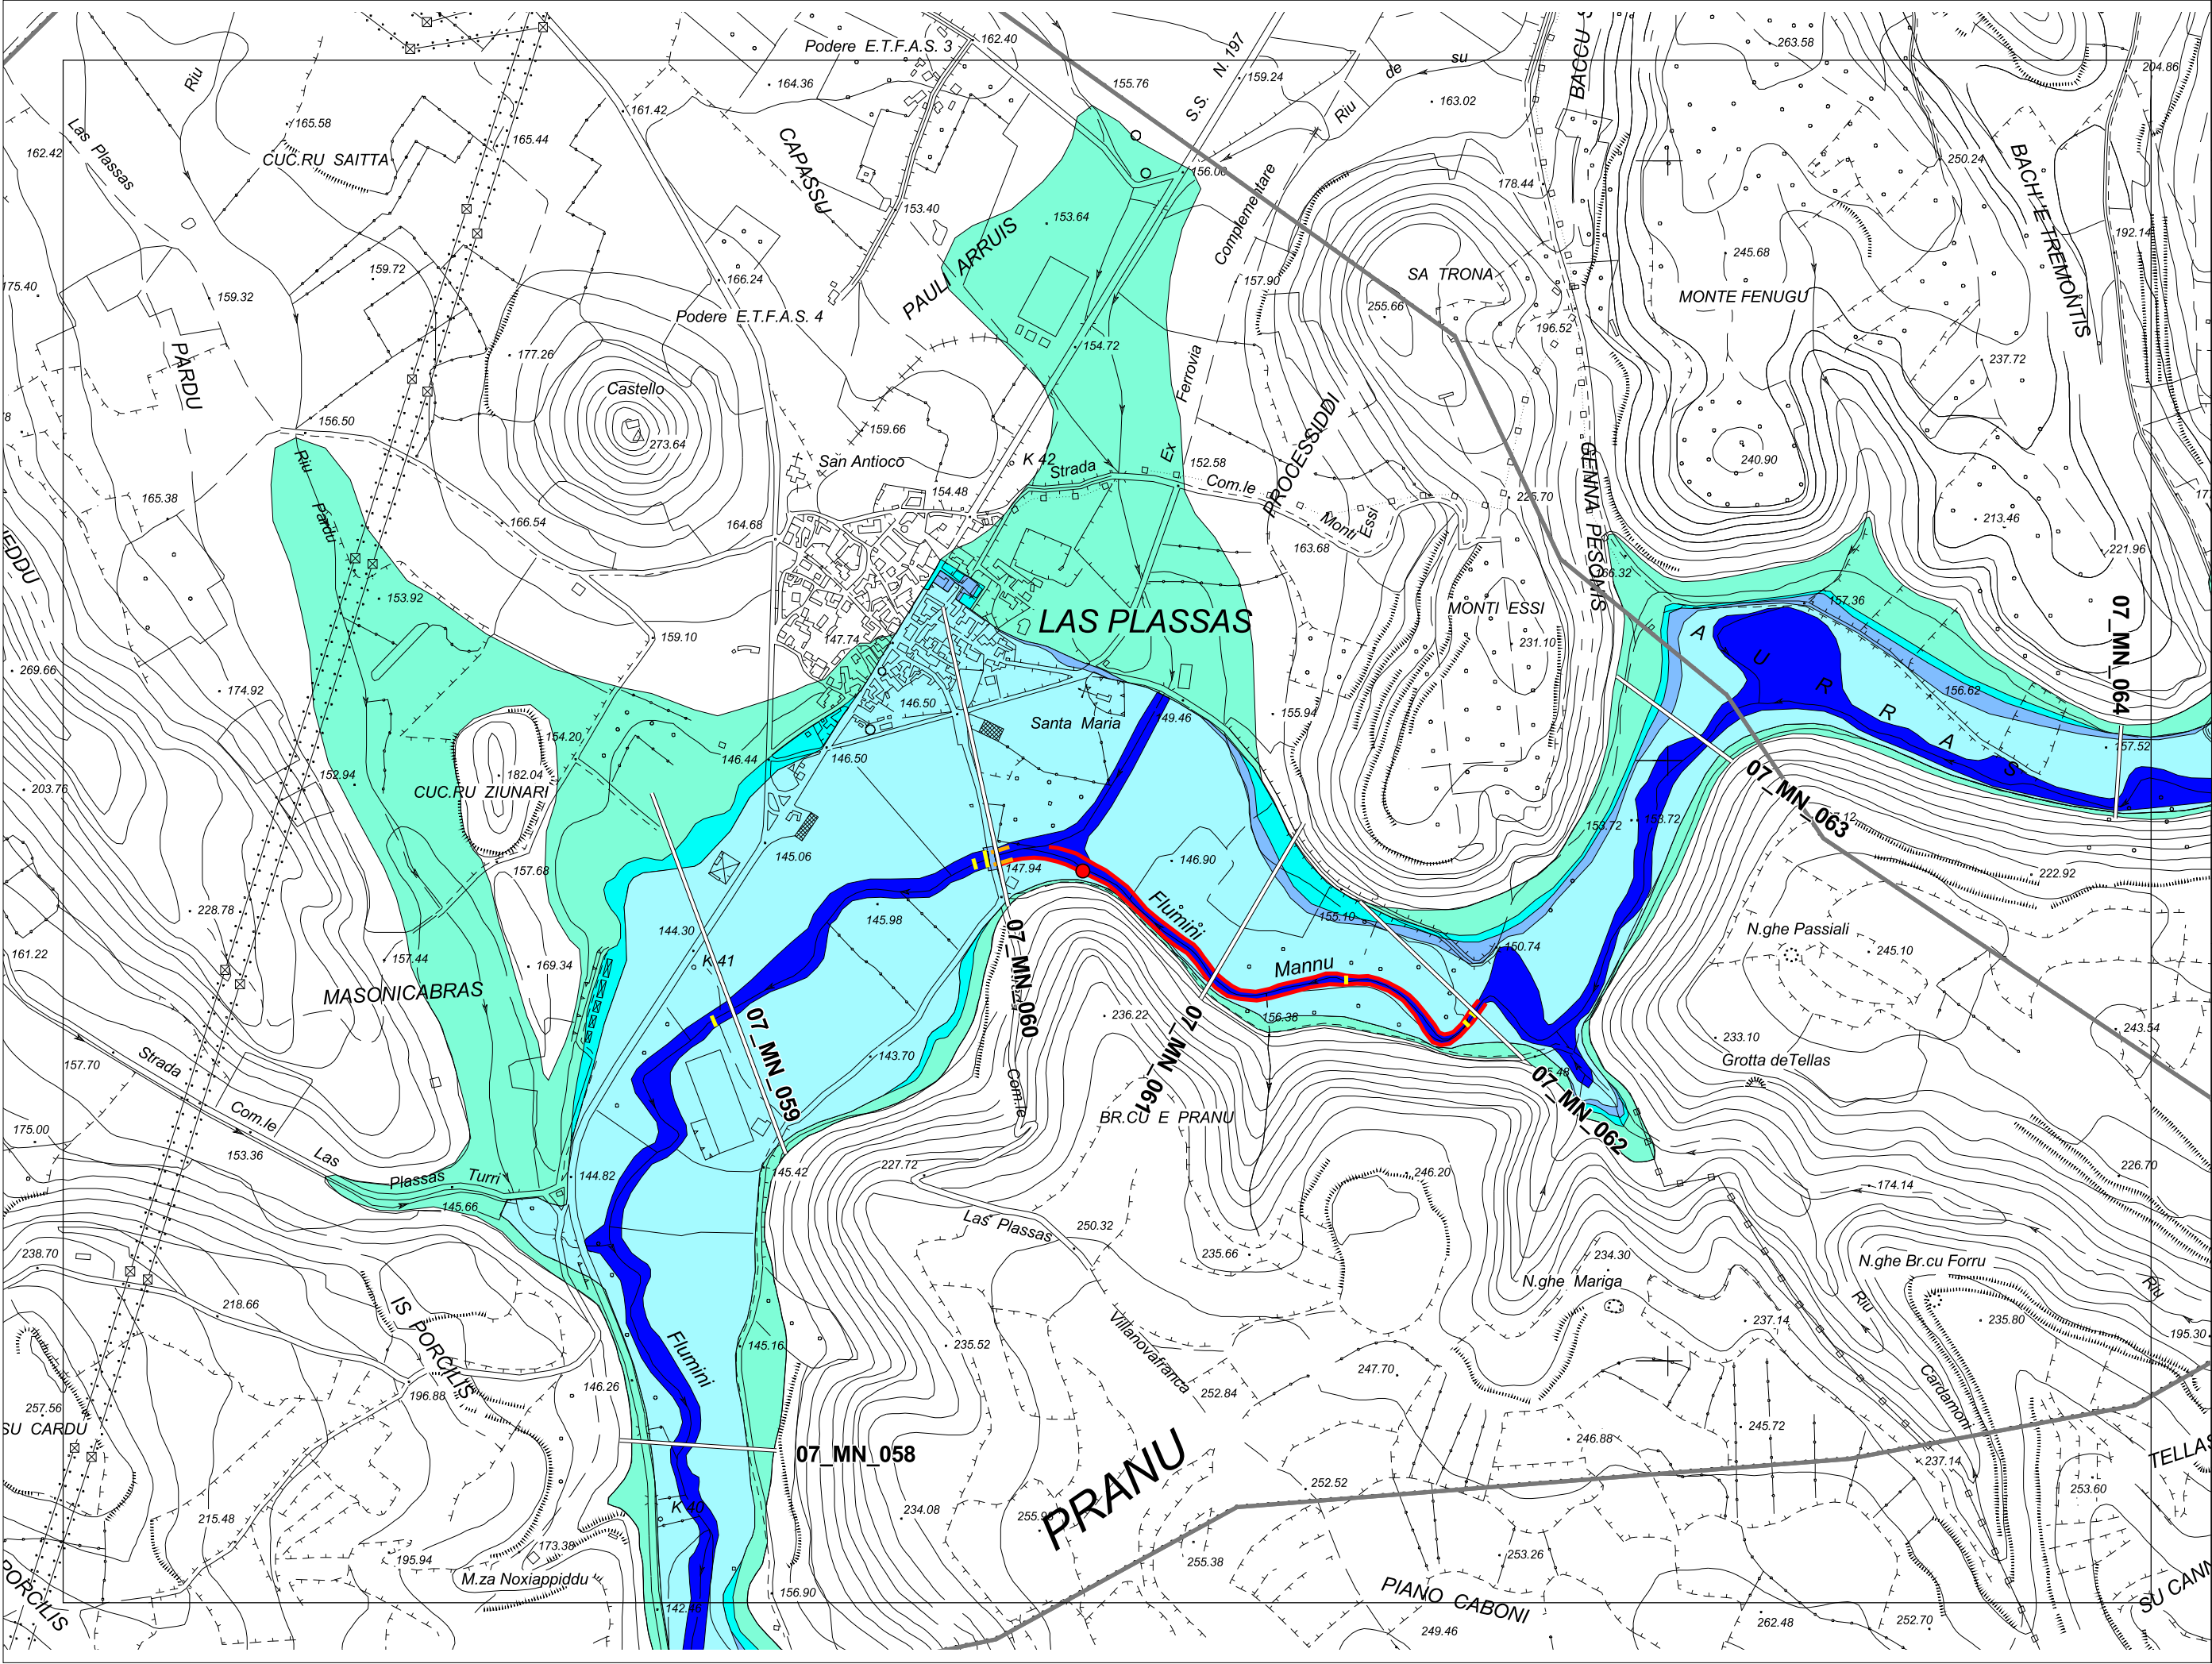 Podere E.T.F.A.S. 3
162.40
155.76
S.S. N. 197
159.24
Riu de su
163.02
BACCU
263.58
204.86
Riu
164.36
161.42
165.58
165.44
162.42
Las Plassas
CUC.RU SAITTA
CAPASSU
153.40
153.64
156.00
Complementare
178.44
250.24
BACH'E TREMONTIS
192.14
PAULI ARRUIS
159.72
166.24
157.90
SA TRONA
245.68
MONTE FENUGU
175.40
159.32
Podere E.T.F.A.S. 4
255.66
196.52
PARDU
177.26
154.72
Ferrovia
237.72
Castello
156.50
273.64
159.66
PROCESSIDDI
GENNA PESONIS
240.90
San Antioco
K 42
Strada
Ex
152.58
Com.le
Riu
Pardu
165.38
154.48
225.70
166.54
164.68
Monti
Essi
163.68
213.46
221.96
153.92
166.32
157.36
LAS PLASSAS
MONTI ESSI
07_MN_064
159.10
147.74
231.10
A U R R A S
269.66
174.92
146.50
156.62
Santa Maria
149.46
155.94
154.20
146.44
146.50
157.52
203.76
152.94
182.04
CUC.RU ZIUNARI
07_MN_063
153.72
153.72
145.06
157.68
147.94
146.90
222.92
228.78
145.98
Flumini
155.10
N.ghe Passiali
245.10
144.30
150.74
161.22
157.44
K 41
169.34
Mannu
MASONICABRAS
07_MN_060
07_MN_061
156.38
236.22
233.10
243.54
07_MN_059
143.70
Grotta deTellas
157.70
Strada
Com.le
07_MN_062
Com.le
BR.CU E PRANU
175.00
153.36
Las
Plassas
Turri
144.82
145.42
227.72
246.20
226.70
174.14
145.66
Las Plassas
250.32
235.66
234.30
238.70
N.ghe Mariga
N.ghe Br.cu Forru
Riu
Riu
218.66
IS PORCILIS
Flumini
145.16
235.52
Villanovafranca
237.14
235.80
195.30
247.70
146.26
196.88
252.84
Cardamoni
257.56
SU CARDU
245.72
246.88
07_MN_058
PRANU
237.14
TELLAS
252.52
253.60
K 40
215.48
234.08
195.94
173.38
255.38
253.26
M.za Noxiappiddu
156.90
PIANO CABONI
142.46
PORCILIS
249.46
262.48
252.70